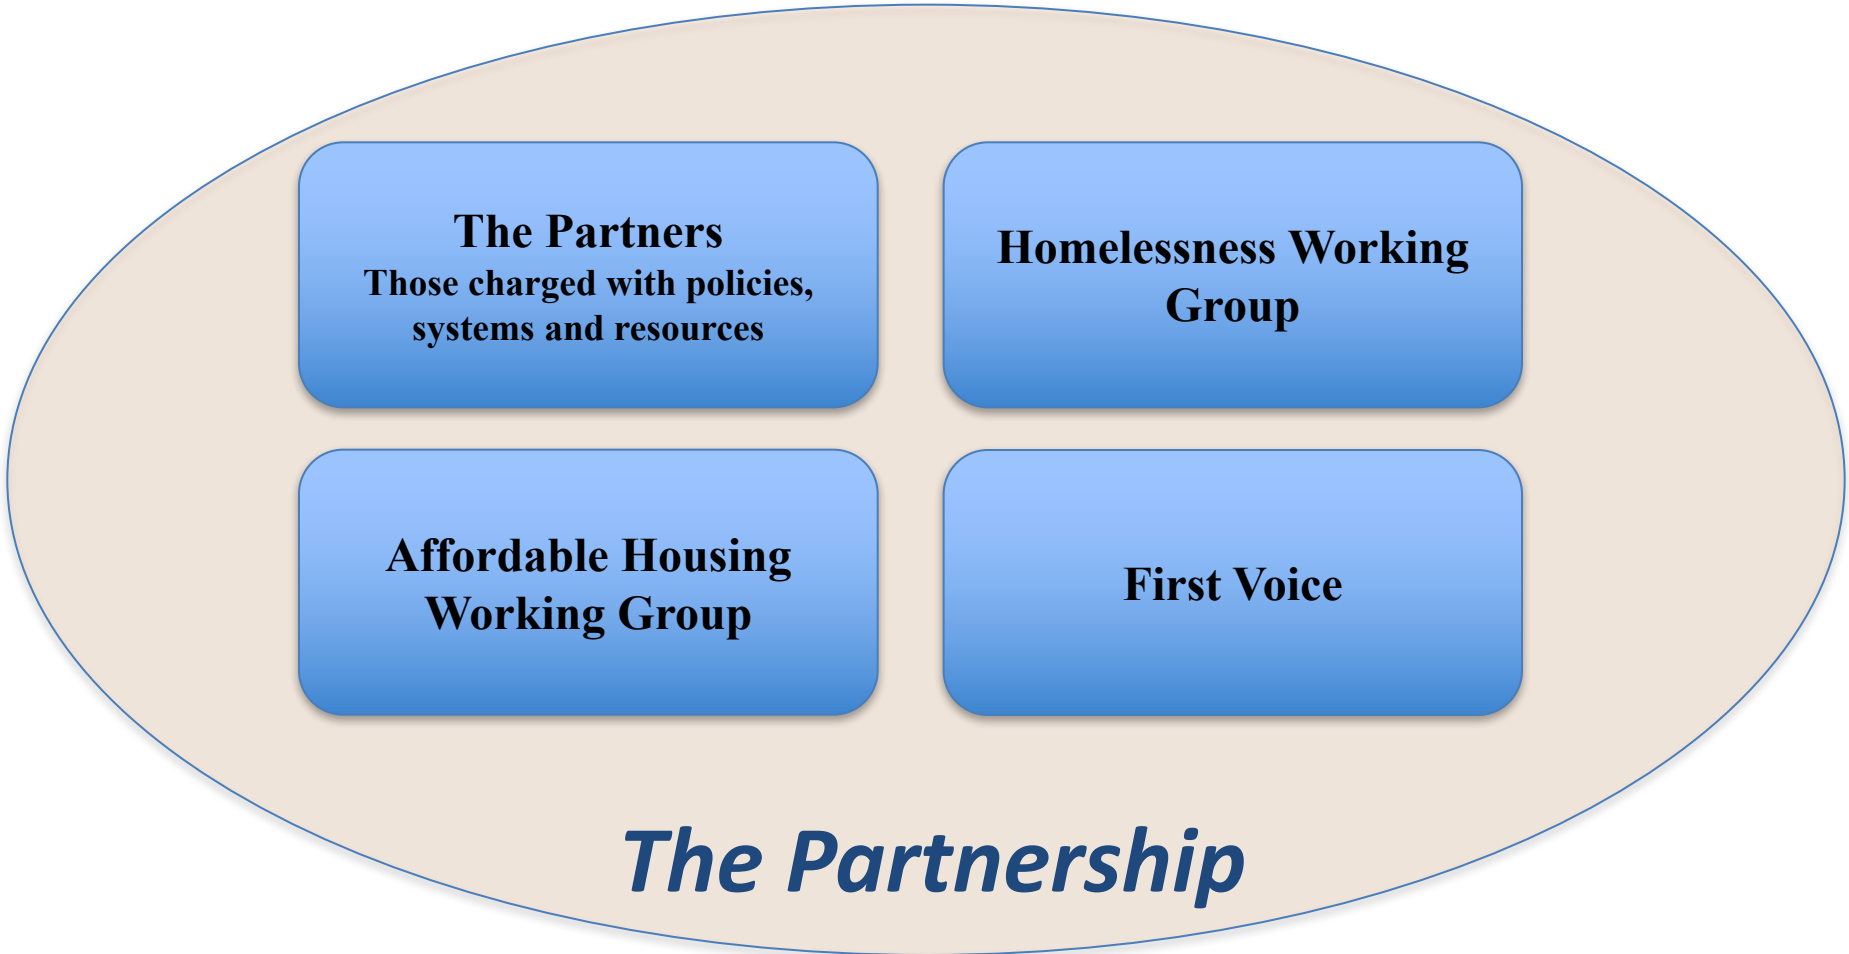 The Partners
Those charged with policies,
systems and resources
Homelessness Working
Group
Affordable Housing
Working Group
First Voice
The Partnership